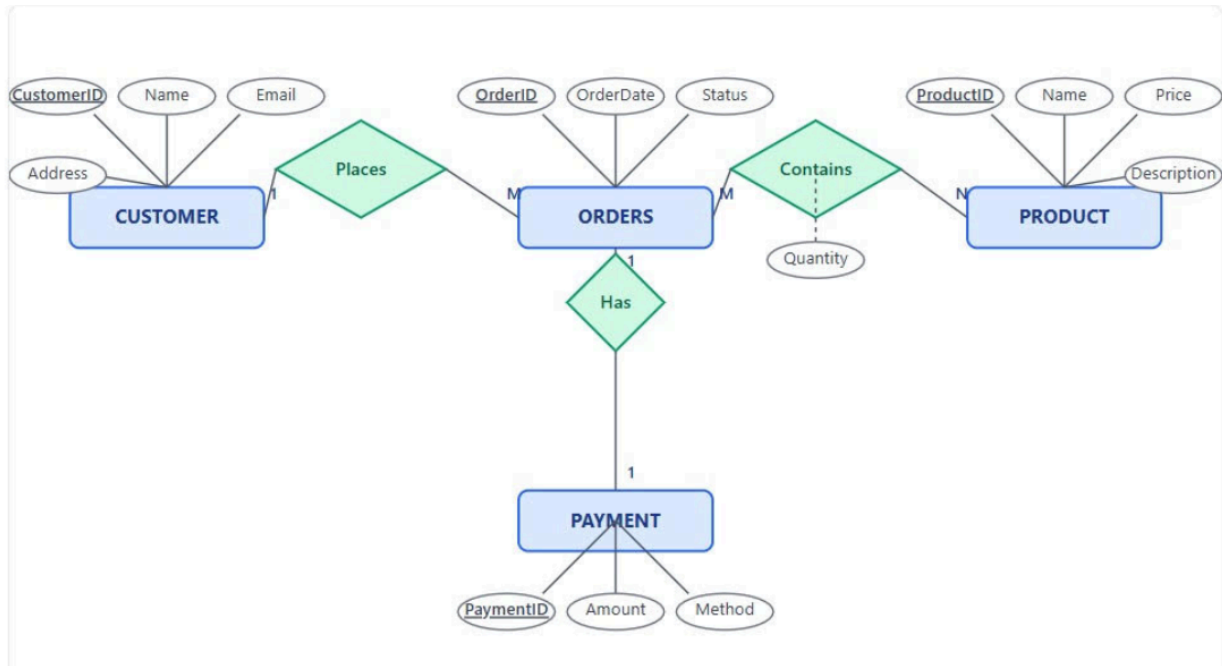 CustomerID
Name
Email
OrderID
OrderDate
Status
ProductID
Name
Price
Address
Places
Contains
Description
1
M
M
N
CUSTOMER
ORDERS
PRODUCT
Quantity
1
Has
1
PAYMENT
PaymentID
Amount
Method